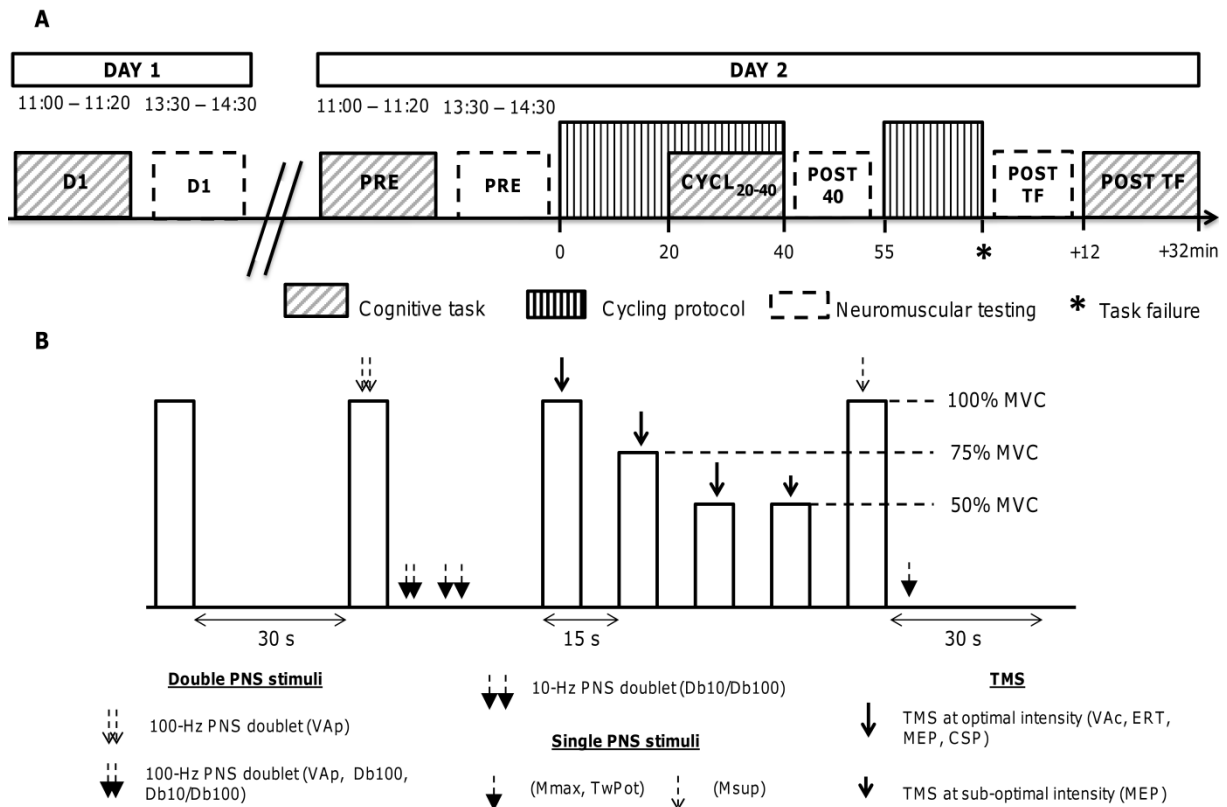 A
DAY 1
DAY 2
11:00 – 11:20 13:30 – 14:30
11:00 – 11:20 13:30 – 14:30
D1
D1
PRE
PRE
CYCL20-40
POST 40
POST TF
POST TF
0 20 40 55 * +12 +32min
Cognitive task
Cycling protocol
Neuromuscular testing
* Task failure
B
100% MVC
75% MVC
50% MVC
30 s
15 s
30 s
Double PNS stimuli
100-Hz PNS doublet (VAp)
100-Hz PNS doublet (VAp, Db100,
Db10/Db100)
10-Hz PNS doublet (Db10/Db100)
Single PNS stimuli
(Mmax, TwPot)
(Msup)
TMS
TMS at optimal intensity (VAc, ERT,
MEP, CSP)
TMS at sub-optimal intensity (MEP)